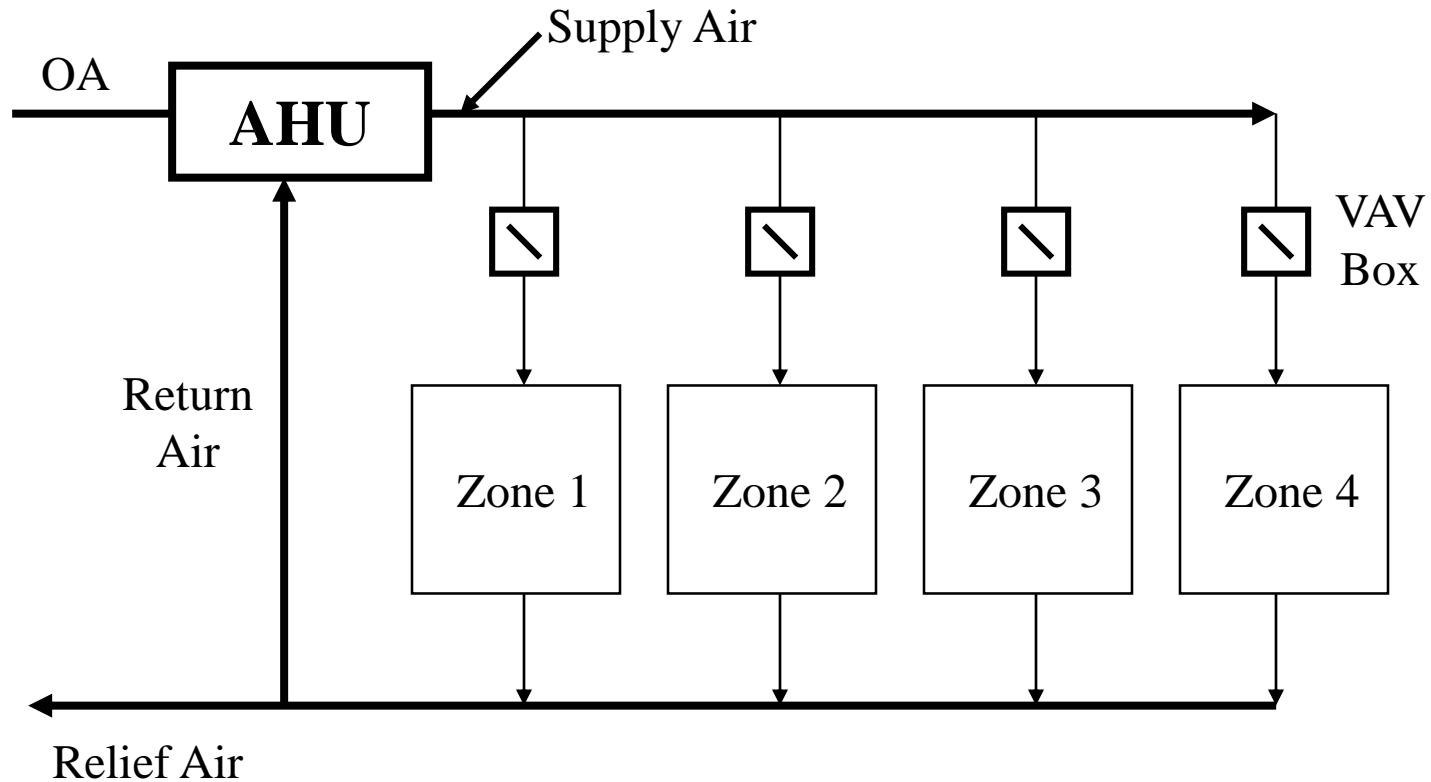 Supply Air
OA
AHU
VAV
Box
Return
Air
Zone 1
Zone 2
Zone 3
Zone 4
Relief Air